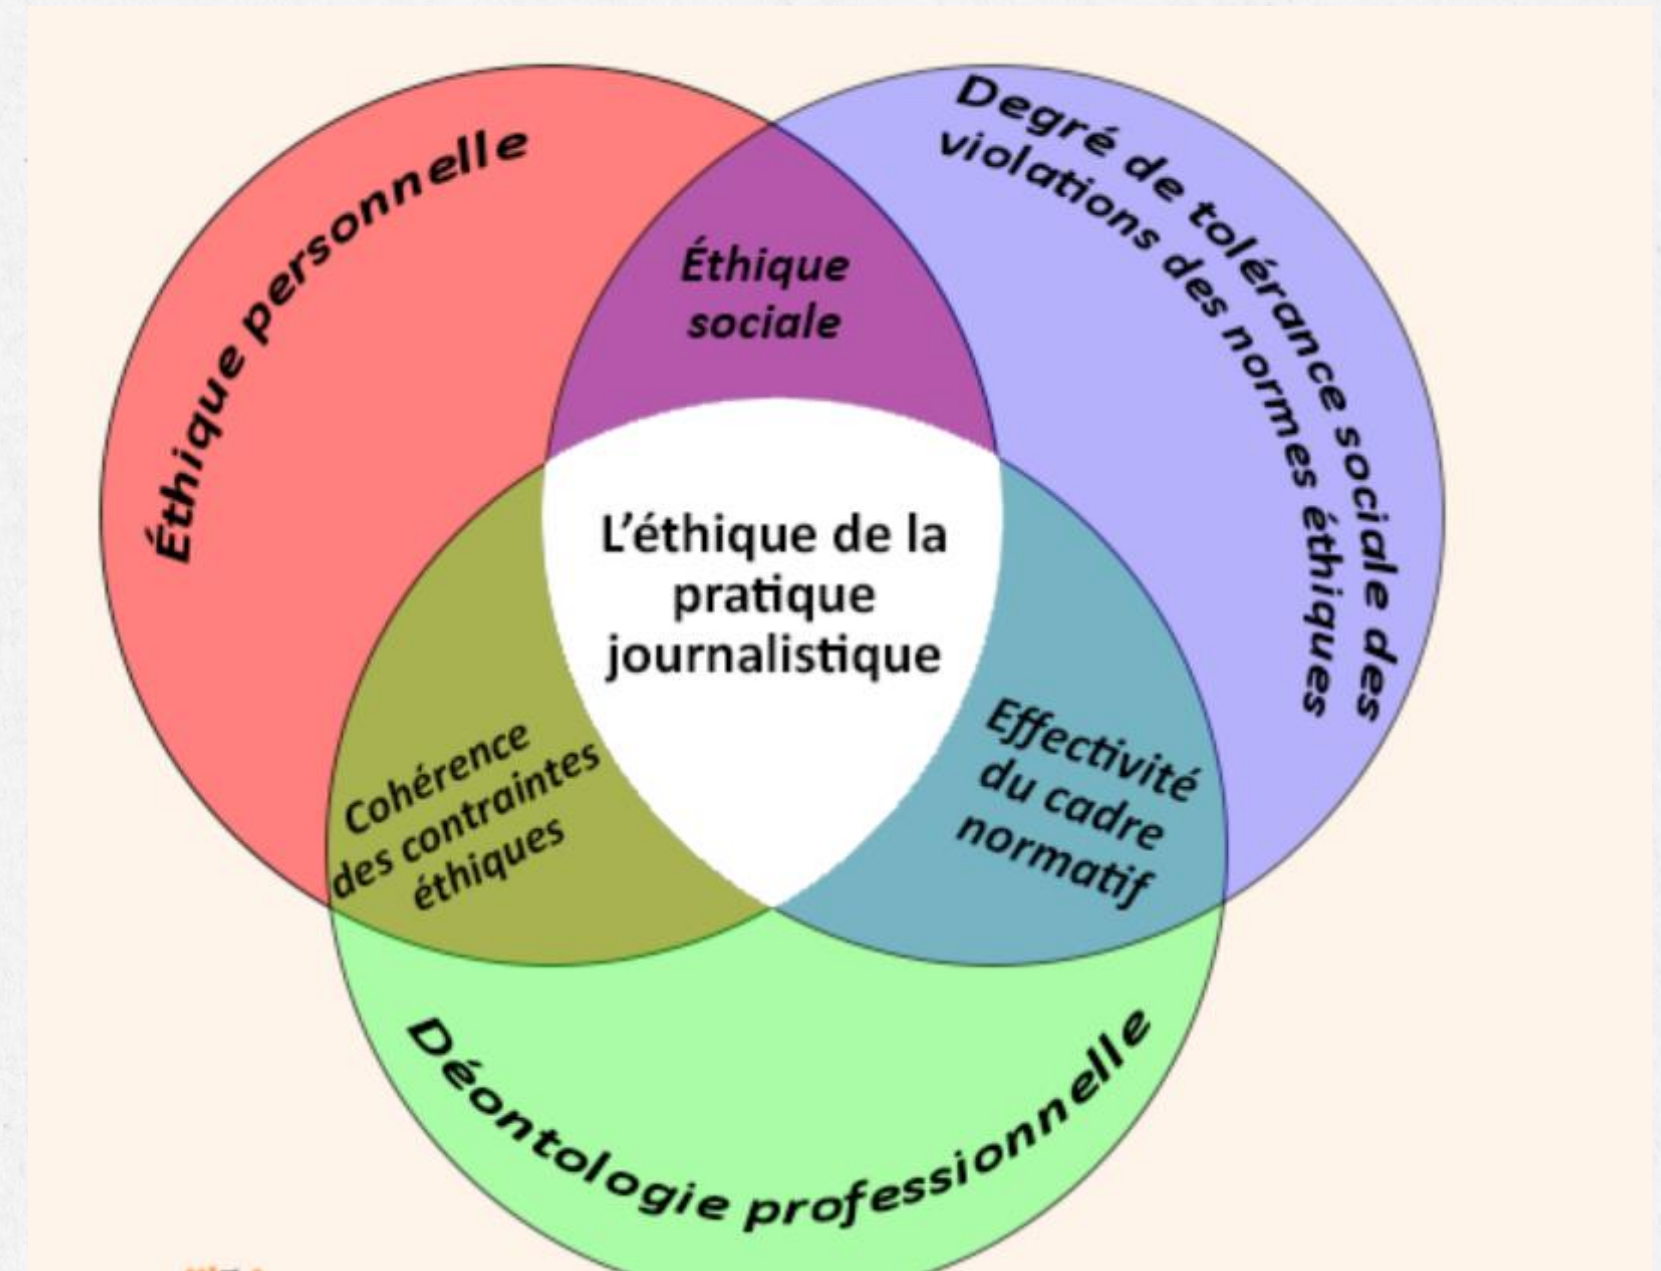 Éthique personnelle
Degré de tolérance sociale des
violations des normes éthiques
Éthique
sociale
L’éthique de la
pratique
journalistique
Cohérence
des contraintes
éthiques
Effectivité
du cadre
normatif
Déontologie professionnelle